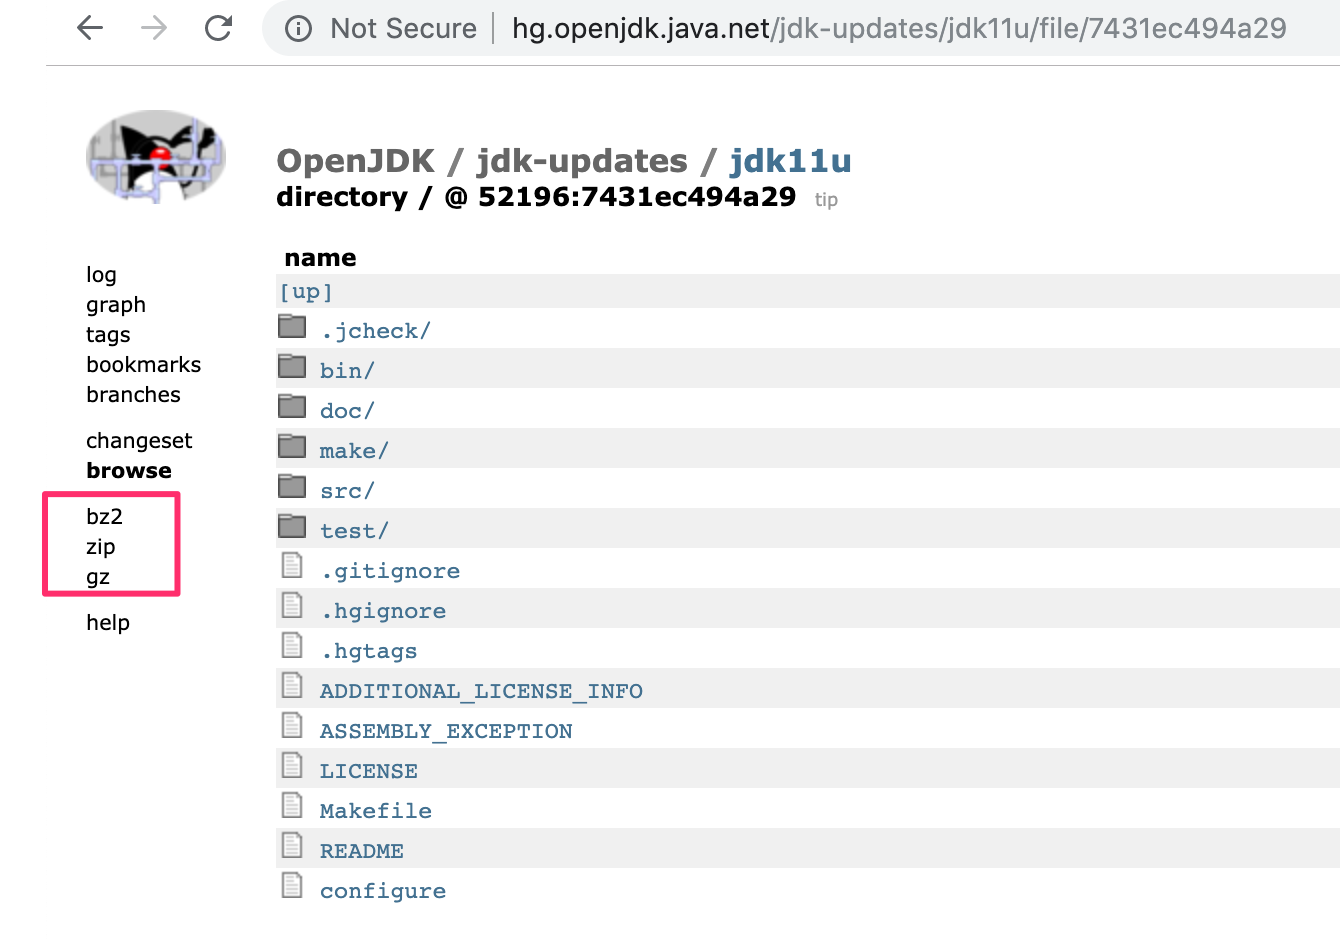 Not Secure | hg.openjdk.java.net/jdk-updates/jdk11u/file/7431ec494a29
OpenJDK / jdk-updates / jdk11u
directory / @ 52196:7431ec494a29 tip
log
graph
tags
bookmarks
branches
changeset
browse
bz2
zip
gz
help
name
[up]
.jcheck/
bin/
doc/
make/
src/
test/
.gitignore
.hgignore
.hgtags
ADDITIONAL_LICENSE_INFO
ASSEMBLY_EXCEPTION
LICENSE
Makefile
README
configure